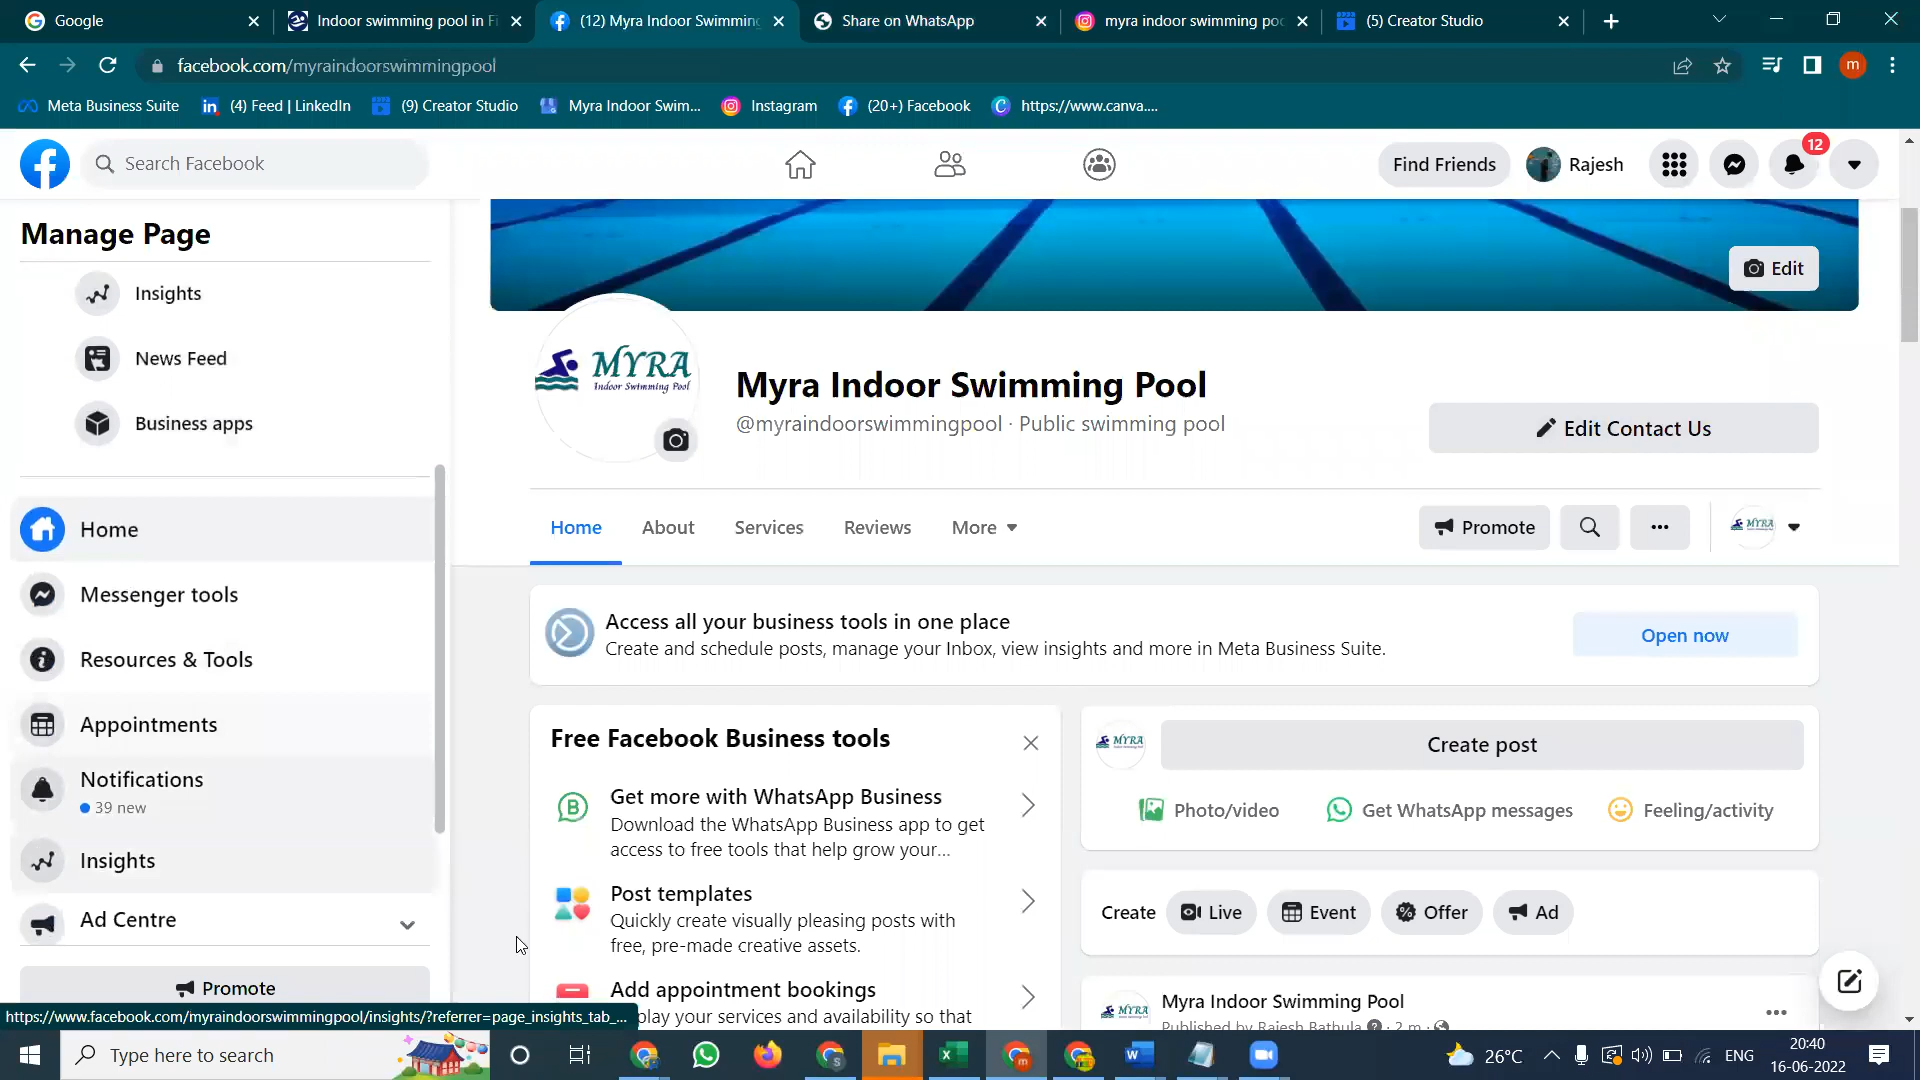 Google
Indoor swimming pool in Fi
(12) Myra Indoor Swimming
Share on WhatsApp
myra indoor swimming poo
(5) Creator Studio
facebook.com/myraindoorswimmingpool
m
Meta Business Suite
(4) Feed | LinkedIn
(9) Creator Studio
Myra Indoor Swim...
Instagram
(20+) Facebook
https://www.canva....
Search Facebook
Find Friends
Rajesh
12
Manage Page
Insights
News Feed
Business apps
Home
Messenger tools
Resources & Tools
Appointments
Notifications
39 new
Insights
Ad Centre
Promote
https://www.facebook.com/myraindoorswimmingpool/insights/?referrer=page_insights_tab_...
Edit
MYRA
Indoor Swimming Pool
Myra Indoor Swimming Pool
@myraindoorswimmingpool · Public swimming pool
Edit Contact Us
Home
About
Services
Reviews
More
Promote
Access all your business tools in one place
Create and schedule posts, manage your Inbox, view insights and more in Meta Business Suite.
Open now
Free Facebook Business tools
Get more with WhatsApp Business
Download the WhatsApp Business app to get
access to free tools that help grow your...
Post templates
Quickly create visually pleasing posts with
free, pre-made creative assets.
Add appointment bookings
play your services and availability so that
MYRA
Create post
Photo/video
Get WhatsApp messages
Feeling/activity
Create
Live
Event
Offer
Ad
MYRA
Myra Indoor Swimming Pool
Published by Rajesh Bathula · 2 m ·
Type here to search
26°C
ENG
20:40
16-06-2022